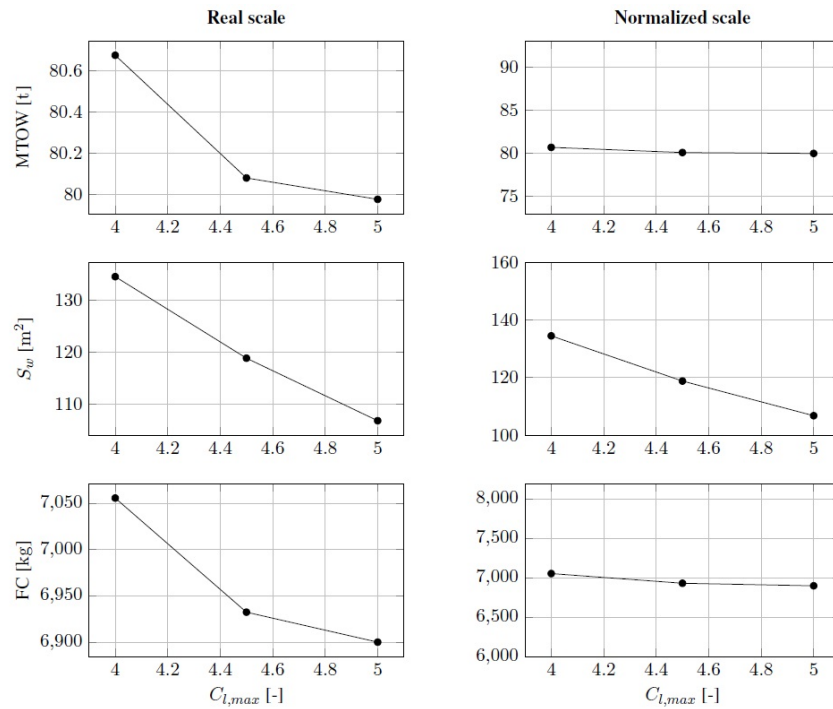 Real scale
Normalized scale
MTOW [t]
80.6
80.4
80.2
80
4 4.2 4.4 4.6 4.8 5
90
85
80
75
4 4.2 4.4 4.6 4.8 5
S_w [m²]
130
120
110
4 4.2 4.4 4.6 4.8 5
160
140
120
100
4 4.2 4.4 4.6 4.8 5
FC [kg]
7,050
7,000
6,950
6,900
4 4.2 4.4 4.6 4.8 5
C_{l,max} [-]
8,000
7,500
7,000
6,500
6,000
4 4.2 4.4 4.6 4.8 5
C_{l,max} [-]